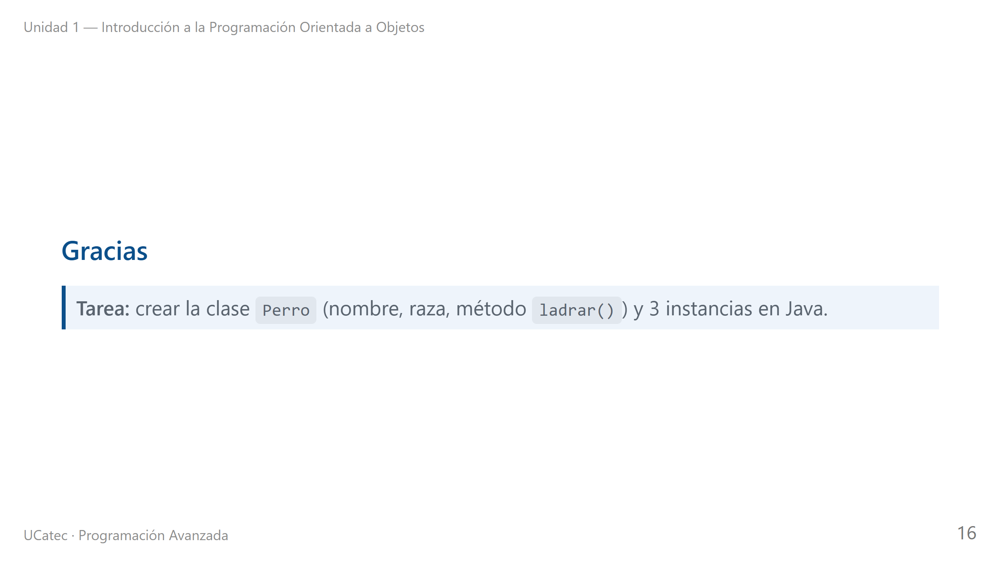 Unidad 1 — Introducción a la Programación Orientada a Objetos
Gracias
Tarea: crear la clase Perro (nombre, raza, método ladrar()) y 3 instancias en Java.
UCatec · Programación Avanzada
16